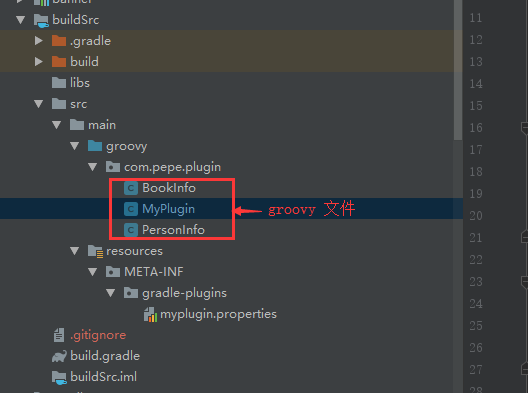 banner
buildSrc
.gradle
build
libs
src
main
groovy
com.pepe.plugin
BookInfo
MyPlugin
PersonInfo
groovy 文件
resources
META-INF
gradle-plugins
myplugin.properties
.gitignore
build.gradle
buildSrc.iml
11
12
13
14
15
16
17
18
19
20
21
22
23
24
25
26
27
28